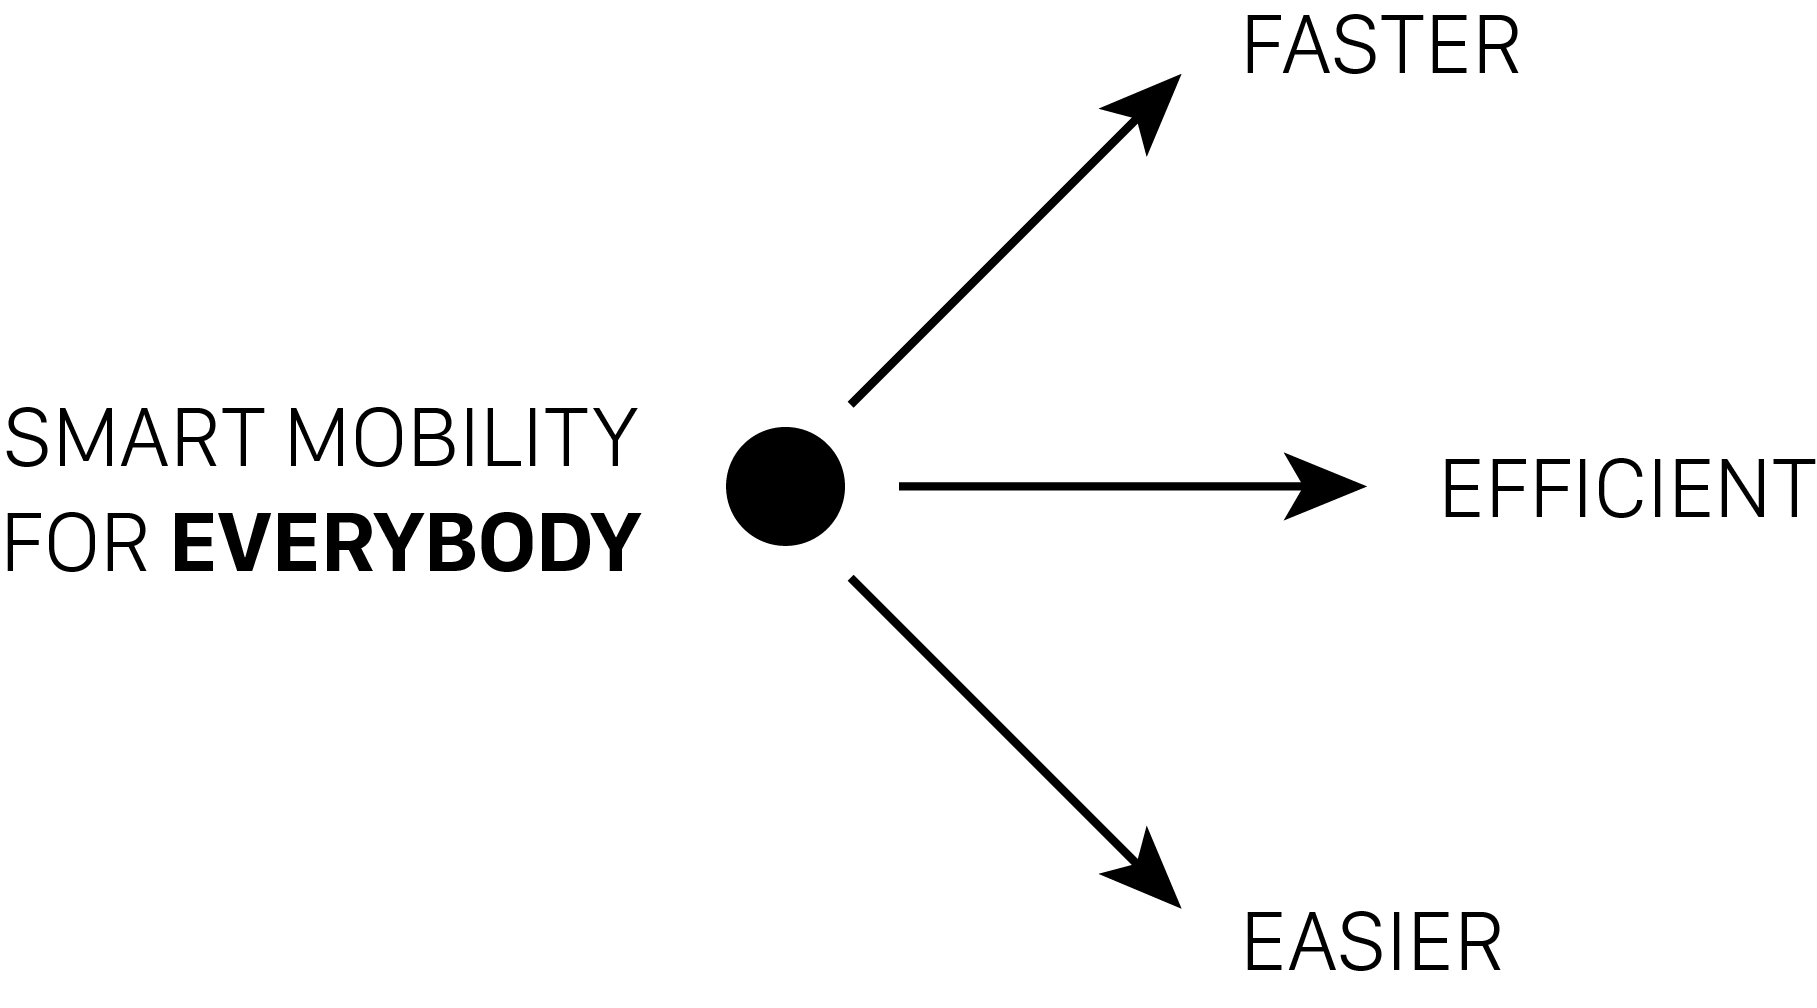 FASTER
SMART MOBILITY
FOR EVERYBODY
EFFICIENT
EASIER